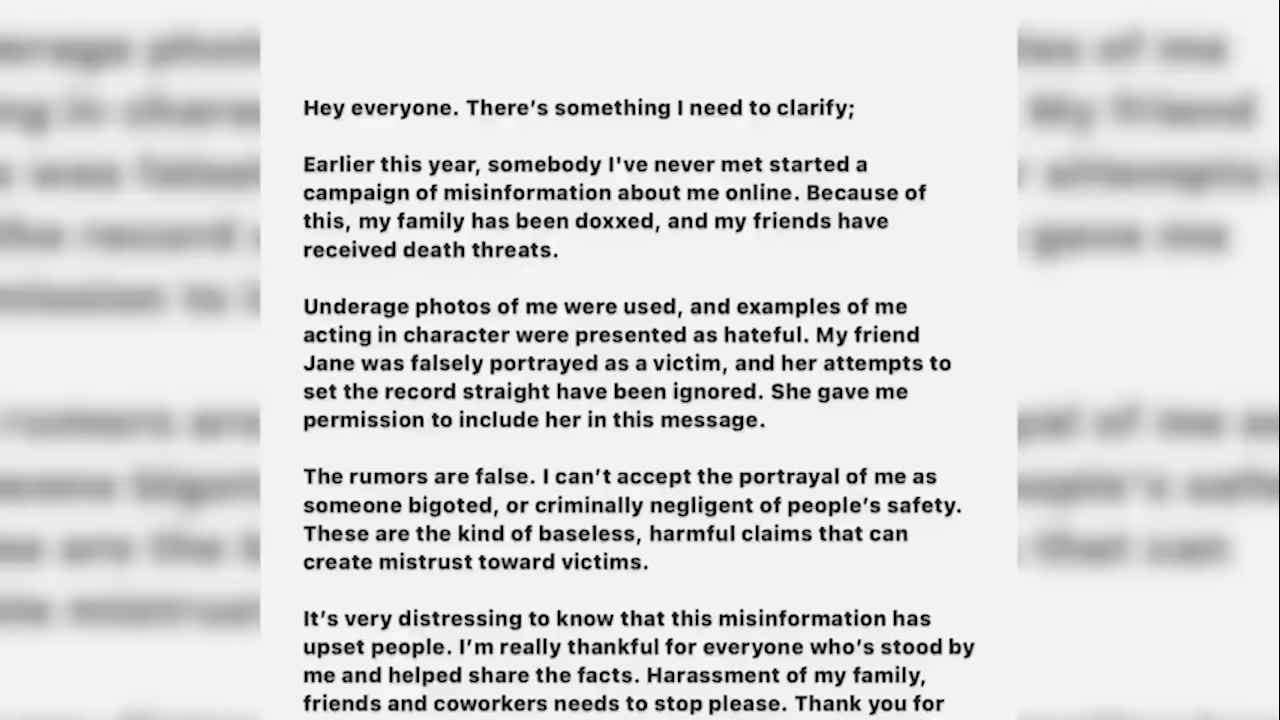 Hey everyone. There’s something I need to clarify;
Earlier this year, somebody I've never met started a
campaign of misinformation about me online. Because of
this, my family has been doxxed, and my friends have
received death threats.
Underage photos of me were used, and examples of me
acting in character were presented as hateful. My friend
Jane was falsely portrayed as a victim, and her attempts to
set the record straight have been ignored. She gave me
permission to include her in this message.
The rumors are false. I can’t accept the portrayal of me as
someone bigoted, or criminally negligent of people’s safety.
These are the kind of baseless, harmful claims that can
create mistrust toward victims.
It’s very distressing to know that this misinformation has
upset people. I’m really thankful for everyone who’s stood by
me and helped share the facts. Harassment of my family,
friends and coworkers needs to stop please. Thank you for